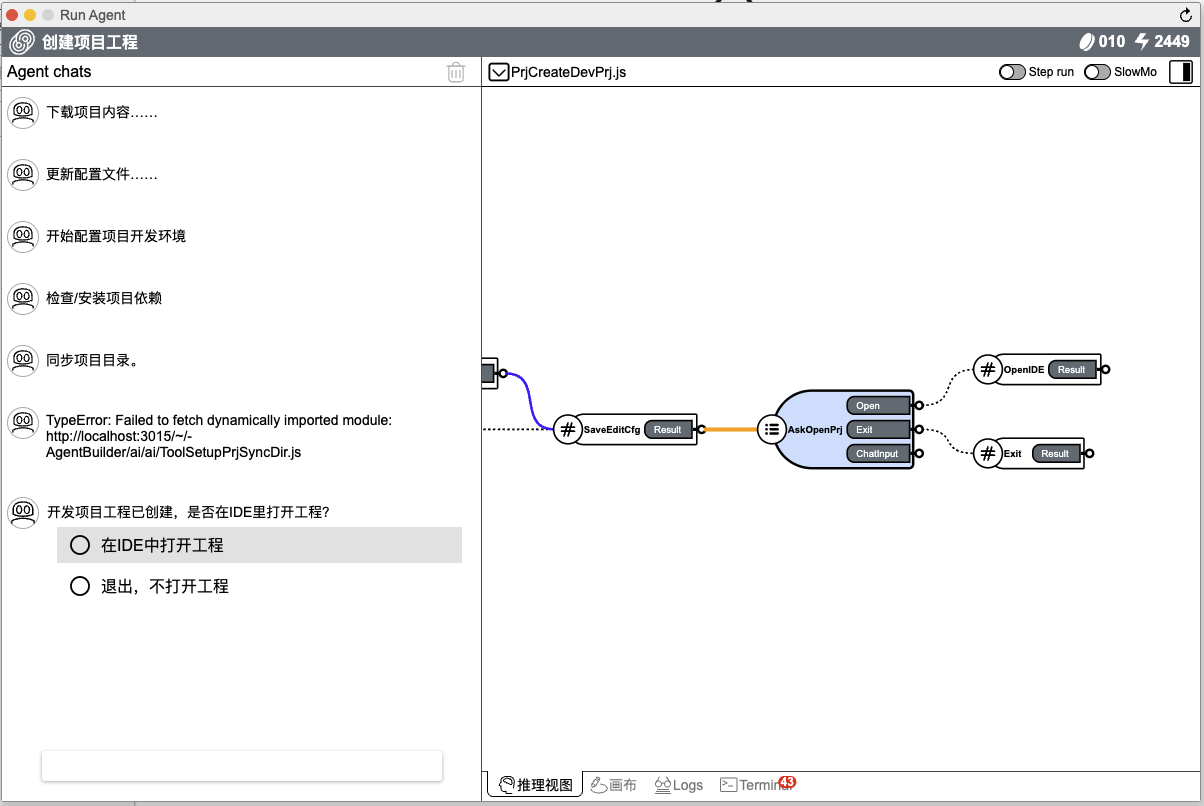 Run Agent
创建项目工程
010
2449
Agent chats
PrjCreateDevPrj.js
Step run
SlowMo
下载项目内容……
更新配置文件……
开始配置项目开发环境
检查/安装项目依赖
同步项目目录。
TypeError: Failed to fetch dynamically imported module:
http://localhost:3015/~/-
AgentBuilder/ai/ai/ToolSetupPrjSyncDir.js
开发项目工程已创建，是否在IDE里打开工程?
在IDE中打开工程
退出，不打开工程
SaveEditCfg
Result
AskOpenPrj
Open
Exit
ChatInput
OpenIDE
Result
Exit
Result
推理视图
画布
Logs
Terminal
43